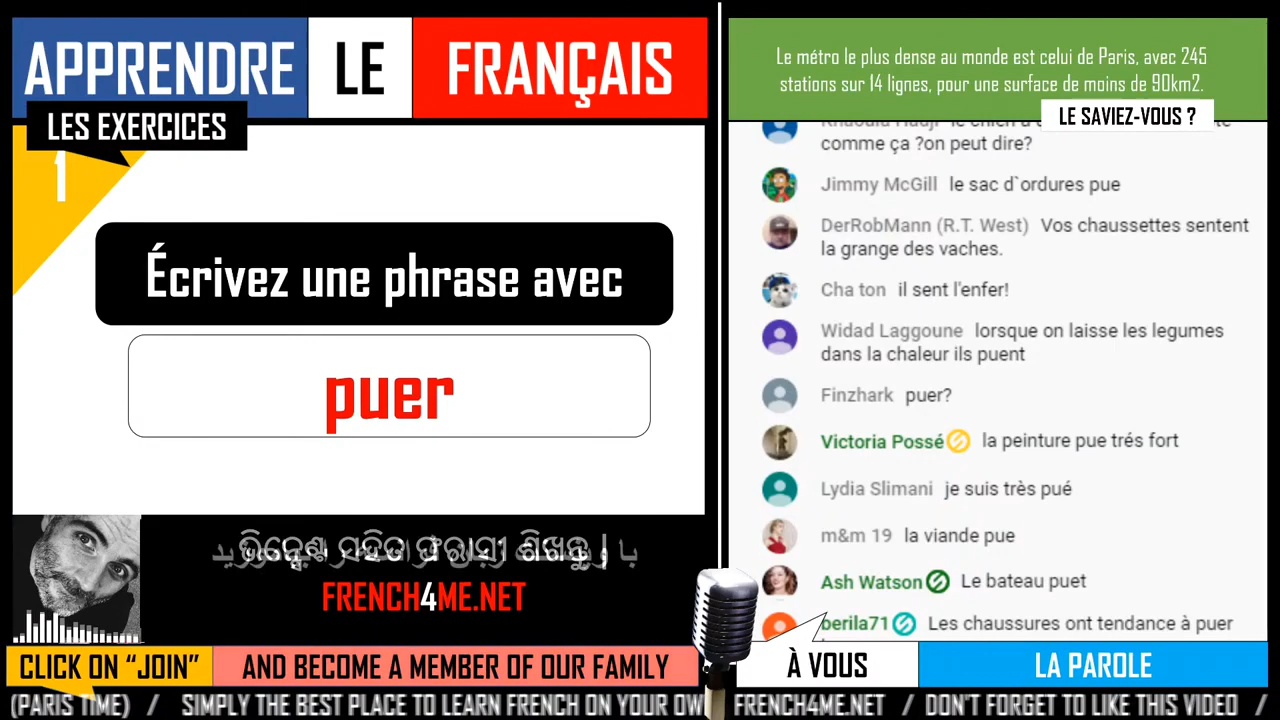 APPRENDRE LE FRANÇAIS
LES EXERCICES
1
Écrivez une phrase avec
puer
FRENCH4ME.NET
CLICK ON “JOIN” AND BECOME A MEMBER OF OUR FAMILY
Le métro le plus dense au monde est celui de Paris, avec 245
stations sur 14 lignes, pour une surface de moins de 90km2.
LE SAVIEZ-VOUS ?
comme ça ?on peut dire?
Jimmy McGill le sac d`ordures pue
DerRobMann (R.T. West) Vos chaussettes sentent
la grange des vaches.
Cha ton il sent l'enfer!
Widad Laggoune lorsque on laisse les legumes
dans la chaleur ils puent
Finzhark puer?
Victoria Possé la peinture pue trés fort
Lydia Slimani je suis très pué
m&m 19 la viande pue
Ash Watson Le bateau puet
berila71 Les chaussures ont tendance à puer
À VOUS LA PAROLE
(PARIS TIME) / SIMPLY THE BEST PLACE TO LEARN FRENCH ON YOUR OW
FRENCH4ME.NET / DON'T FORGET TO LIKE THIS VIDEO /